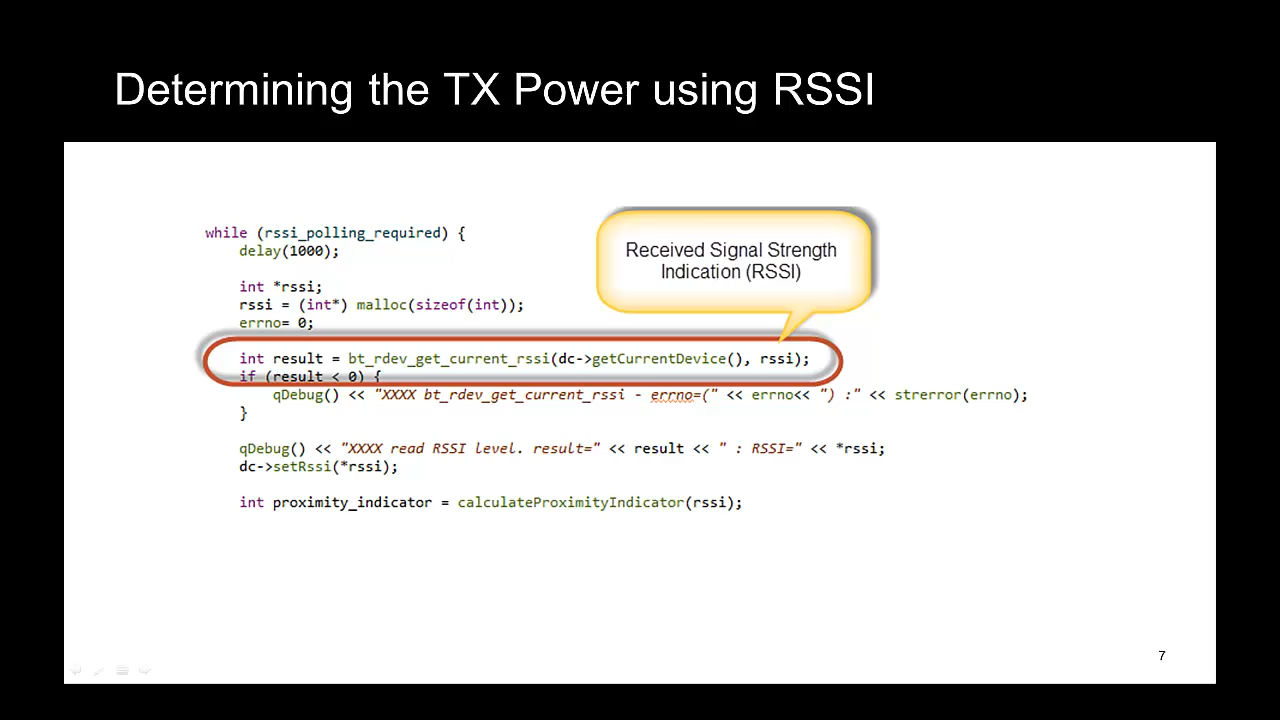 Determining the TX Power using RSSI
while (rssi_polling_required) {
delay(1000);
Received Signal Strength
Indication (RSSI)
int *rssi;
rssi = (int*) malloc(sizeof(int));
errno= 0;
int result = bt_rdev_get_current_rssi(dc->getCurrentDevice(), rssi);
if (result < 0) {
qDebug() << "XXXX bt_rdev_get_current_rssi - errno=(" << errno<< ") :" << strerror(errno);
}
qDebug() << "XXXX read RSSI level. result=" << result << " : RSSI=" << *rssi;
dc->setRssi(*rssi);
int proximity_indicator = calculateProximityIndicator(rssi);
7